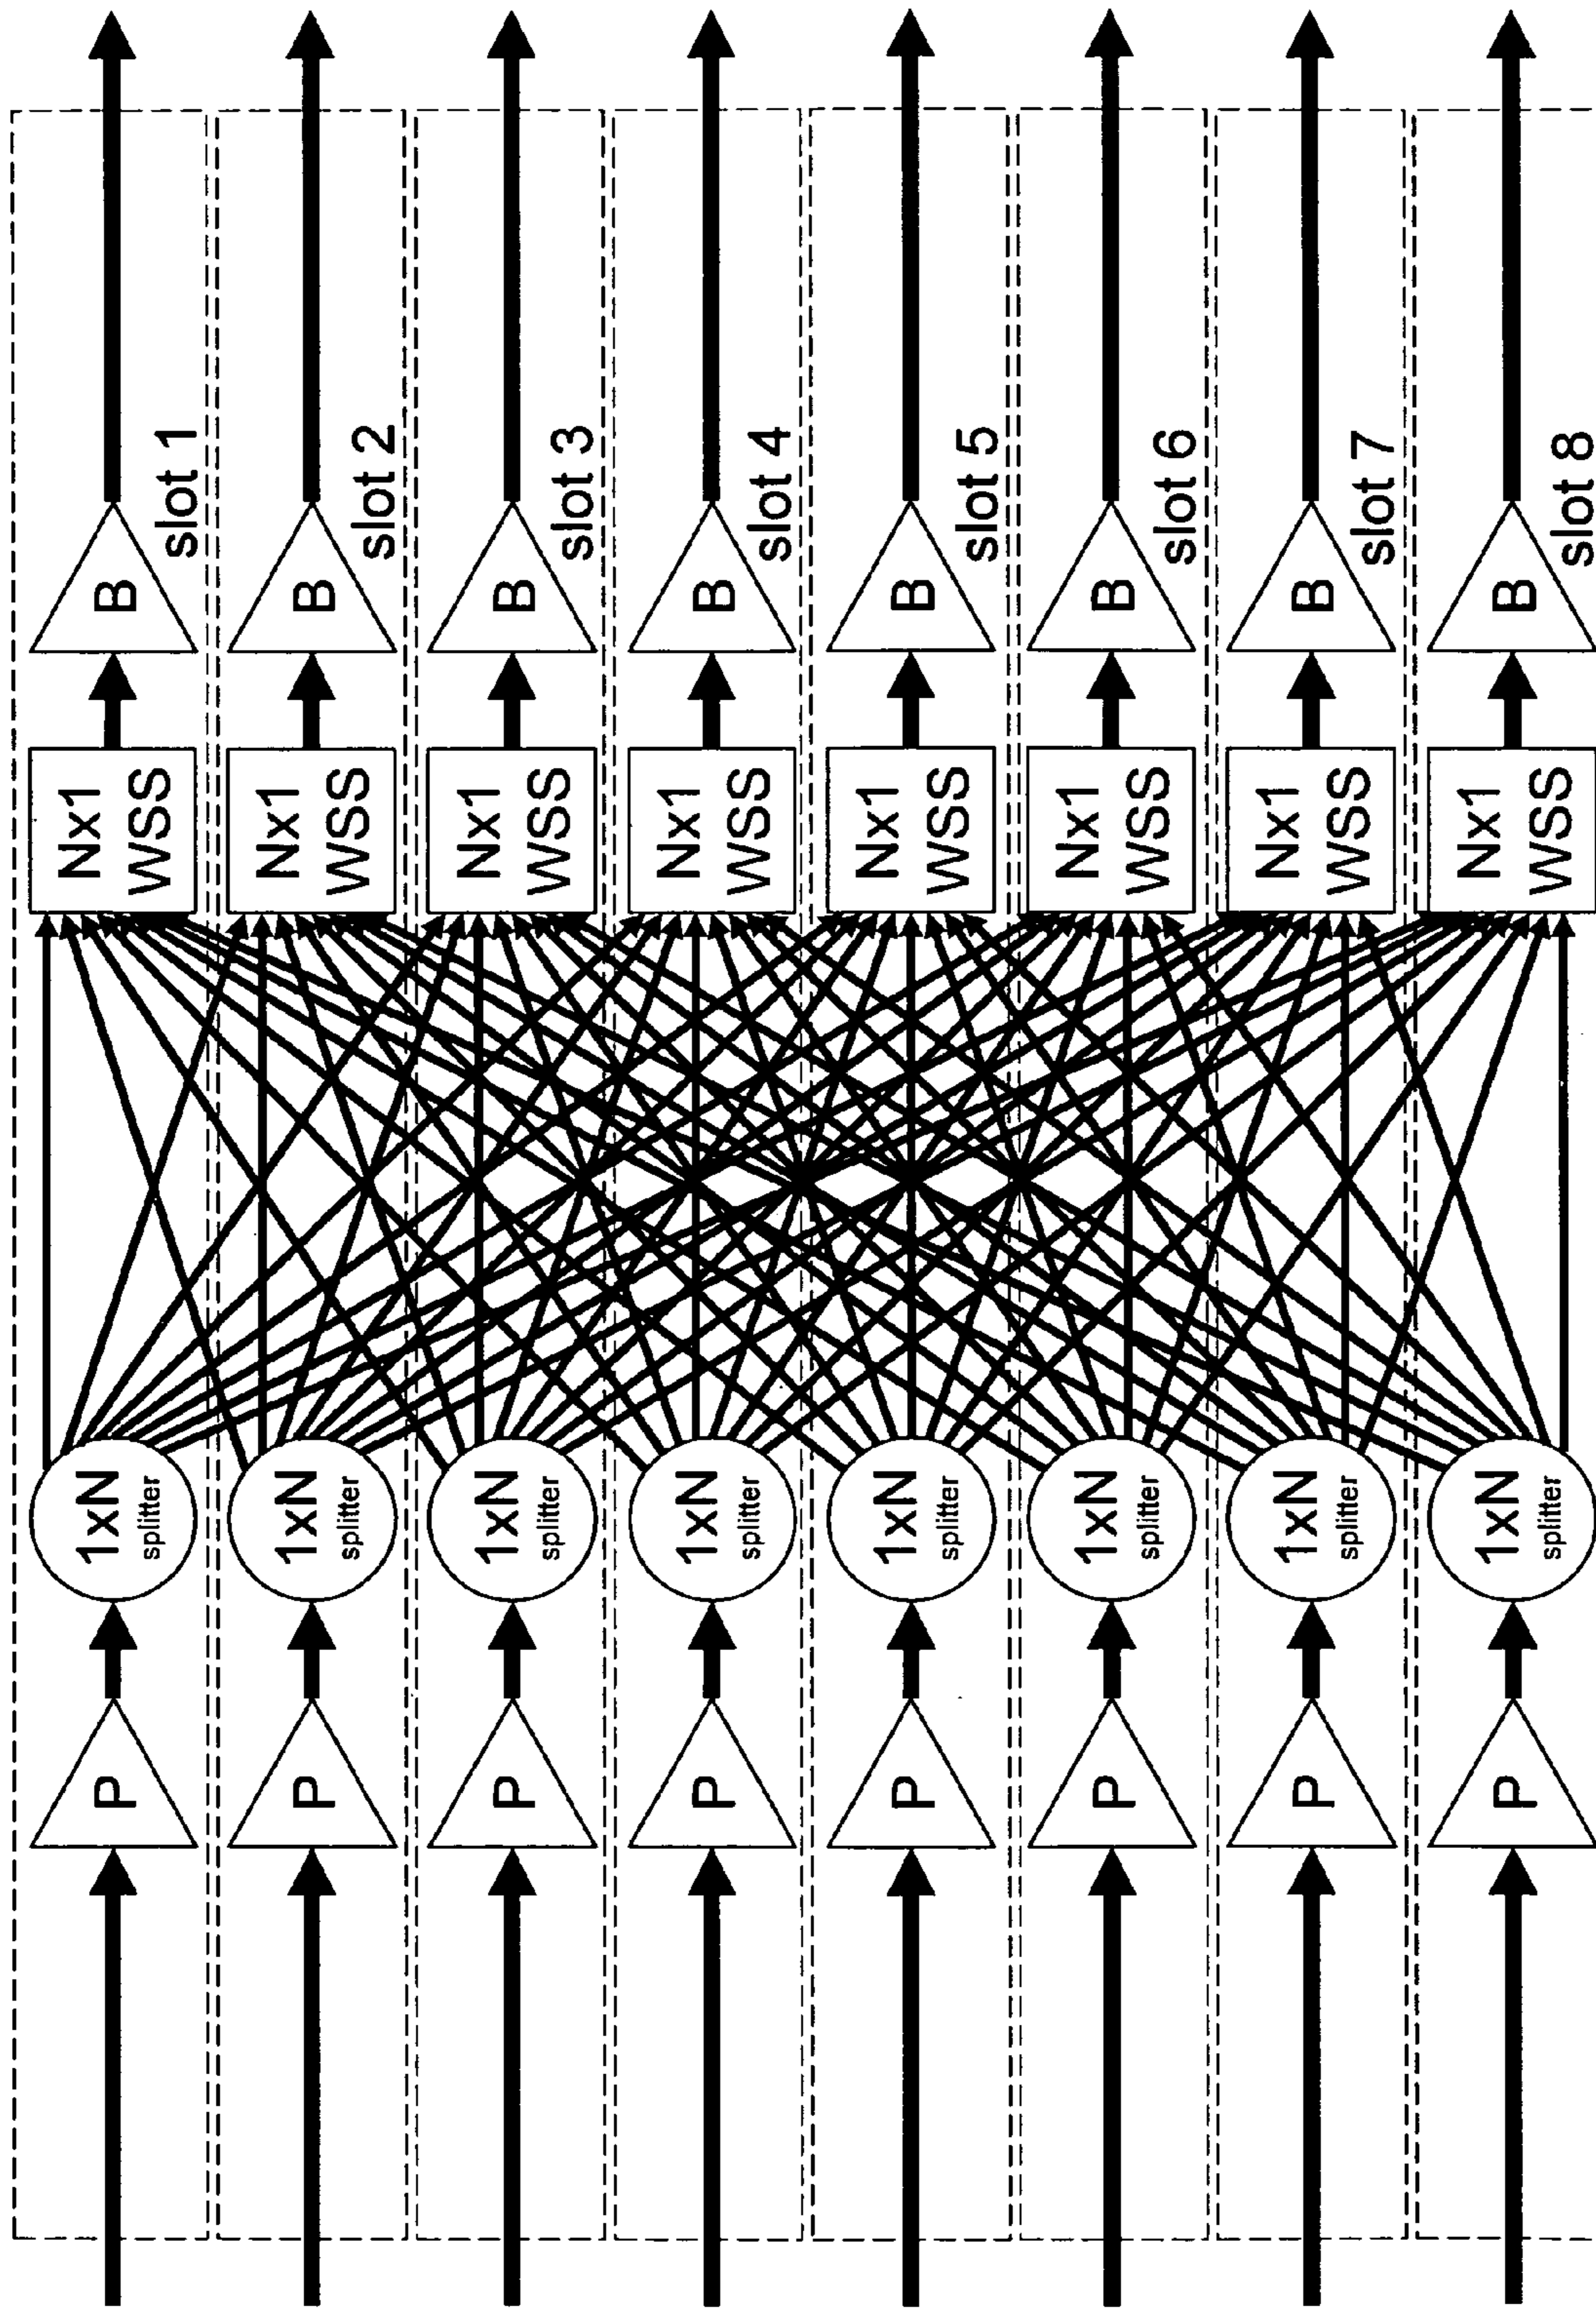 P
1xN
splitter
Nx1
WSS
B
slot 1
P
1xN
splitter
Nx1
WSS
B
slot 2
P
1xN
splitter
Nx1
WSS
B
slot 3
P
1xN
splitter
Nx1
WSS
B
slot 4
P
1xN
splitter
Nx1
WSS
B
slot 5
P
1xN
splitter
Nx1
WSS
B
slot 6
P
1xN
splitter
Nx1
WSS
B
slot 7
P
1xN
splitter
Nx1
WSS
B
slot 8